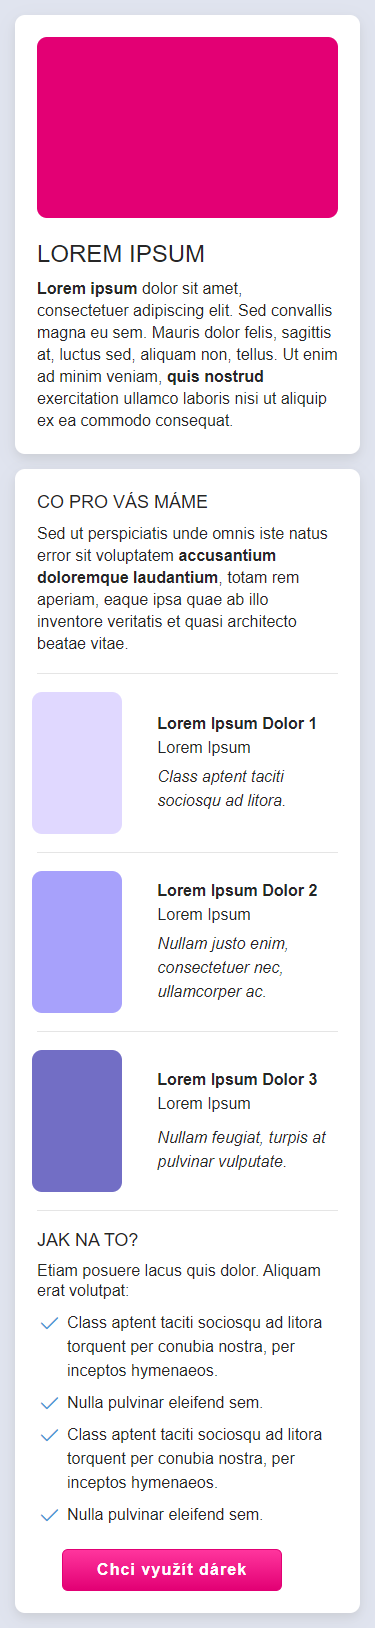 LOREM IPSUM
Lorem ipsum dolor sit amet,
consectetuer adipiscing elit. Sed convallis
magna eu sem. Mauris dolor felis, sagittis
at, luctus sed, aliquam non, tellus. Ut enim
ad minim veniam, quis nostrud
exercitation ullamco laboris nisi ut aliquip
ex ea commodo consequat.
CO PRO VÁS MÁME
Sed ut perspiciatis unde omnis iste natus
error sit voluptatem accusantium
doloremque laudantium, totam rem
aperiam, eaque ipsa quae ab illo
inventore veritatis et quasi architecto
beatae vitae.
Lorem Ipsum Dolor 1
Lorem Ipsum
Class aptent taciti
sociosqu ad litora.
Lorem Ipsum Dolor 2
Lorem Ipsum
Nullam justo enim,
consectetuer nec,
ullamcorper ac.
Lorem Ipsum Dolor 3
Lorem Ipsum
Nullam feugiat, turpis at
pulvinar vulputate.
JAK NA TO?
Etiam posuere lacus quis dolor. Aliquam
erat volutpat:
Class aptent taciti sociosqu ad litora
torquent per conubia nostra, per
inceptos hymenaeos.
Nulla pulvinar eleifend sem.
Class aptent taciti sociosqu ad litora
torquent per conubia nostra, per
inceptos hymenaeos.
Nulla pulvinar eleifend sem.
Chci využít dárek